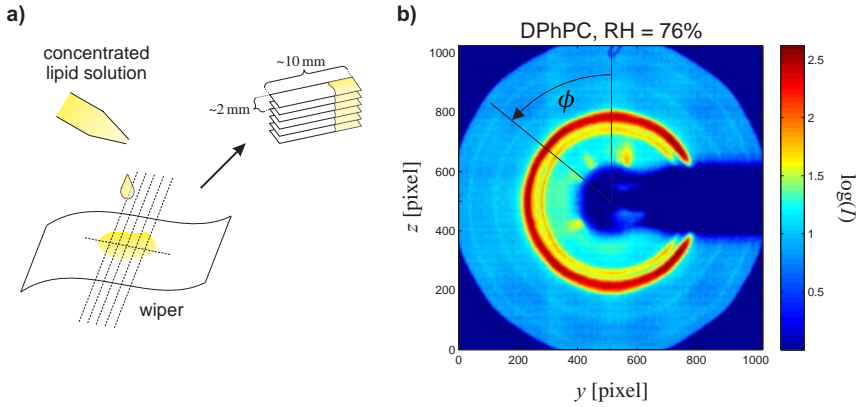 a)
concentrated
lipid solution
~10 mm
~2 mm
wiper
b)
DPhPC, RH = 76%
ϕ
z [pixel]
1000
800
600
400
200
0
0 200 400 600 800 1000
y [pixel]
2.5
2
1.5
1
0.5
0
log(I)